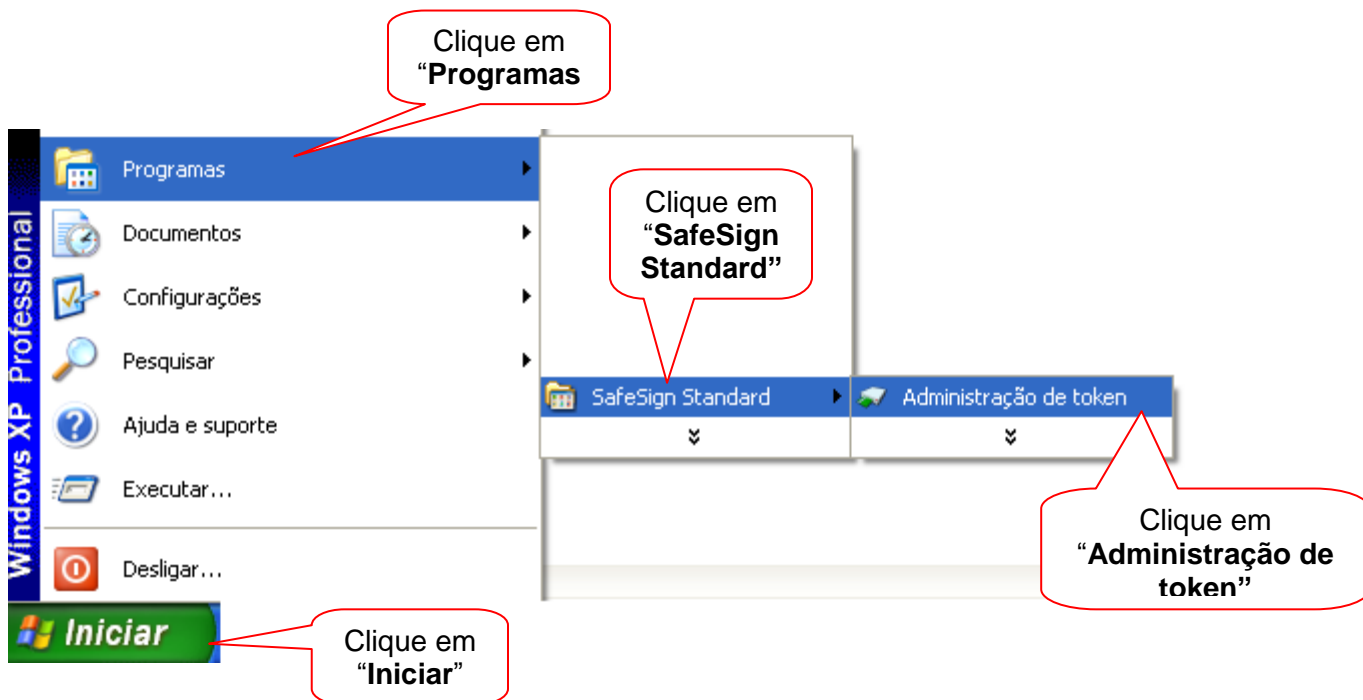 Clique em
“Programas
Programas
Documentos
Configurações
Pesquisar
Ajuda e suporte
Executar...
Desligar...
Windows XP Professional
Iniciar
Clique em
“Iniciar”
Clique em
“SafeSign
Standard”
SafeSign Standard
Administração de token
Clique em
“Administração de
token”